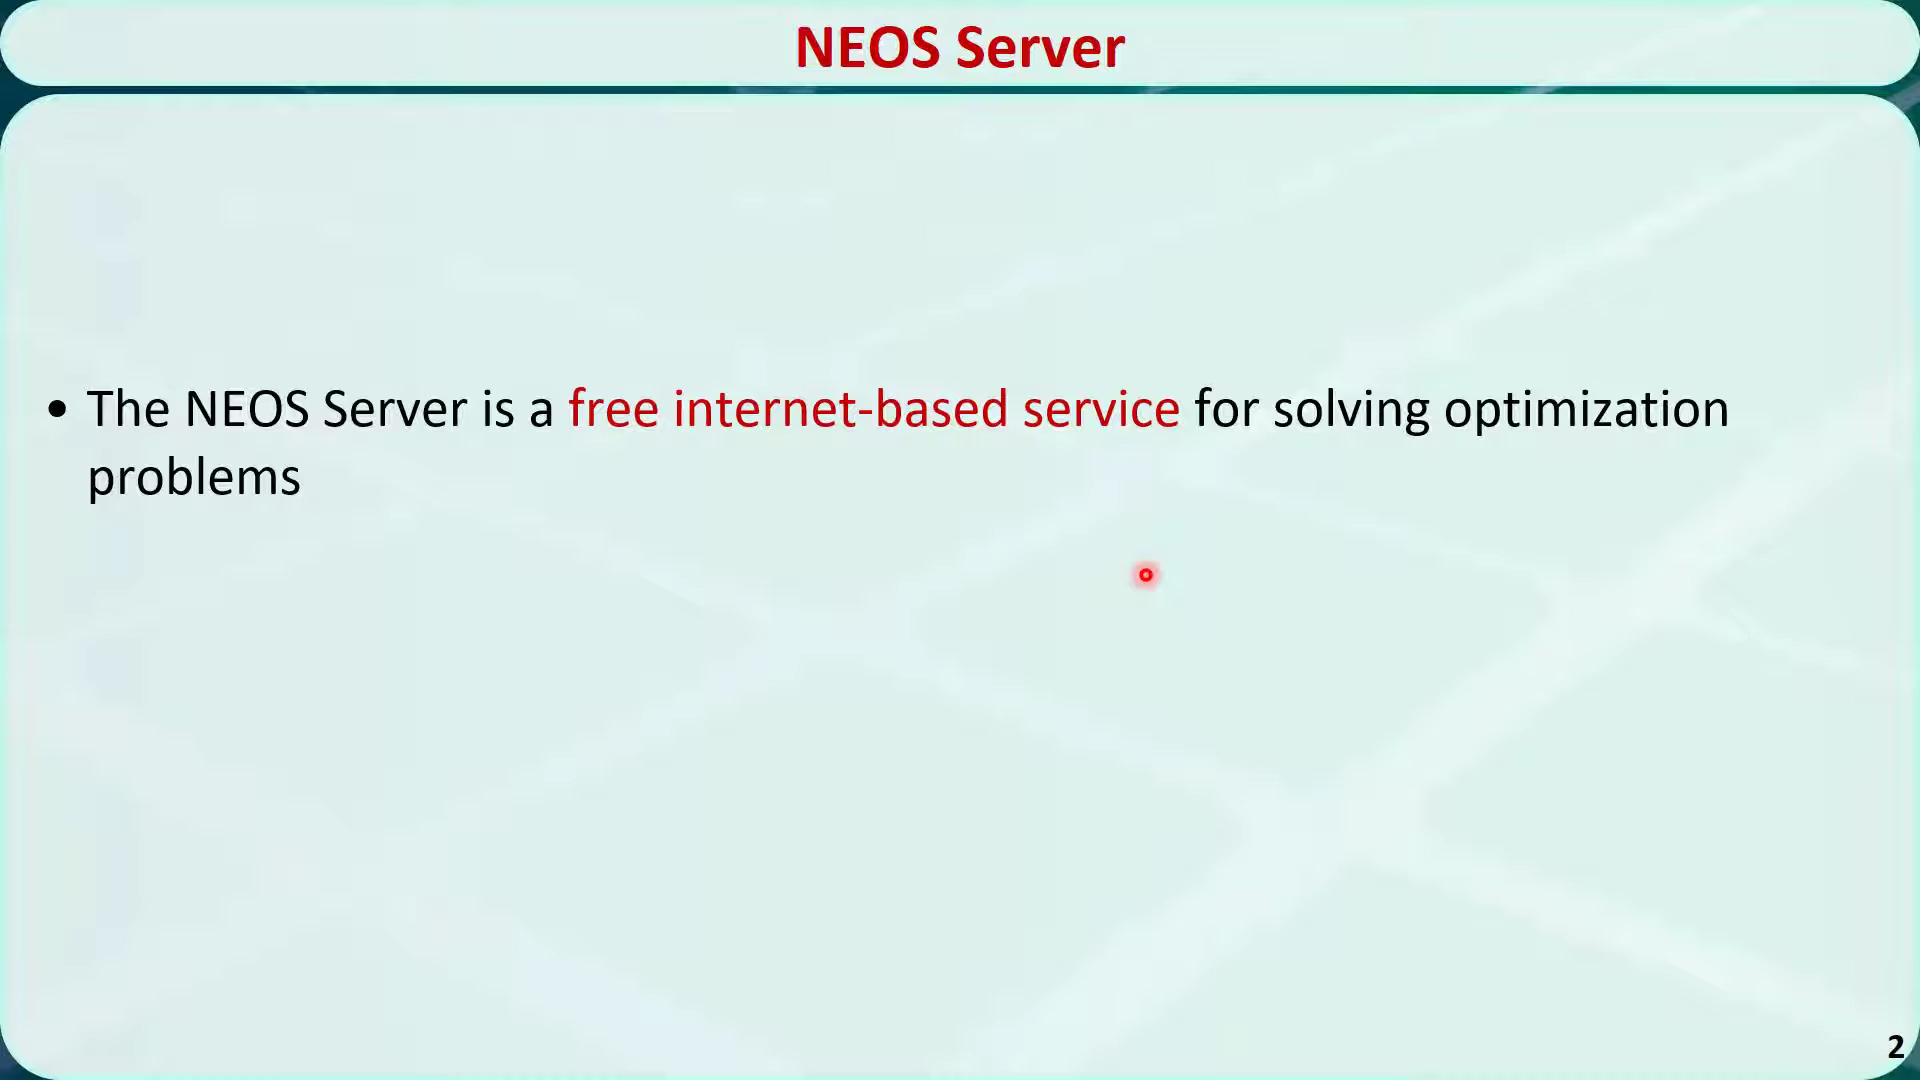 NEOS Server
• The NEOS Server is a free internet-based service for solving optimization
problems
2